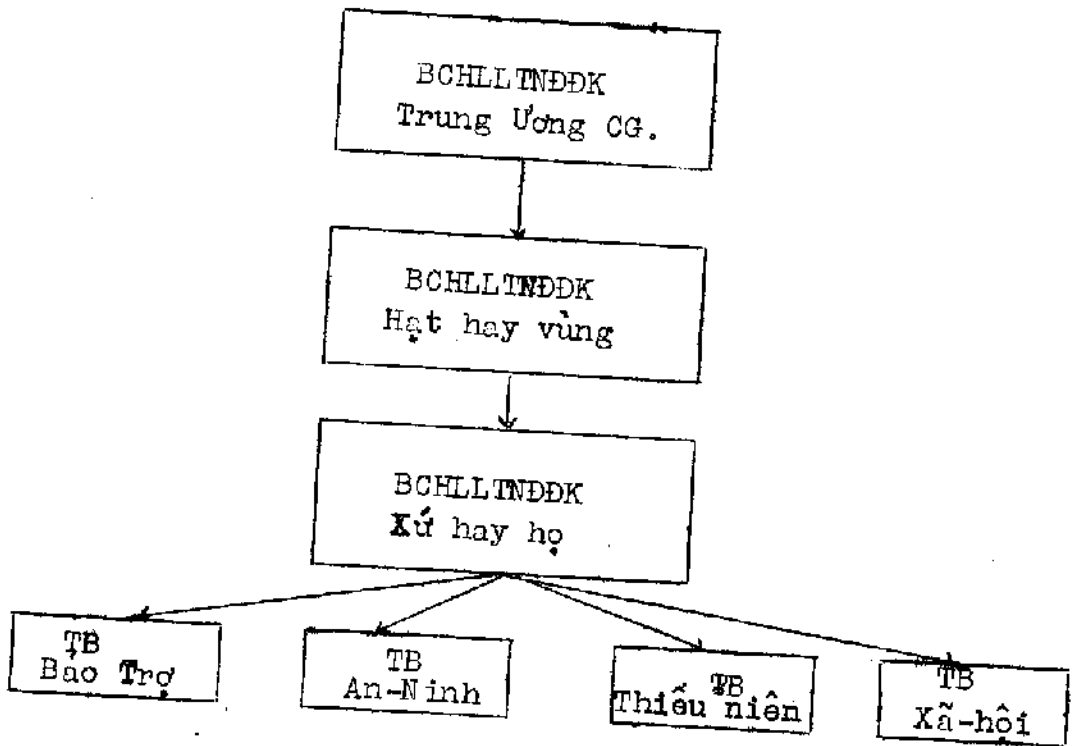 BCHLLTNĐĐK
Trung Ương CG.
BCHLLTNĐĐK
Hạt hay vùng
BCHLLTNĐĐK
Xứ hay họ
TB
Bảo Trợ
TB
An-Ninh
TB
Thiếu niên
TB
Xã-hội